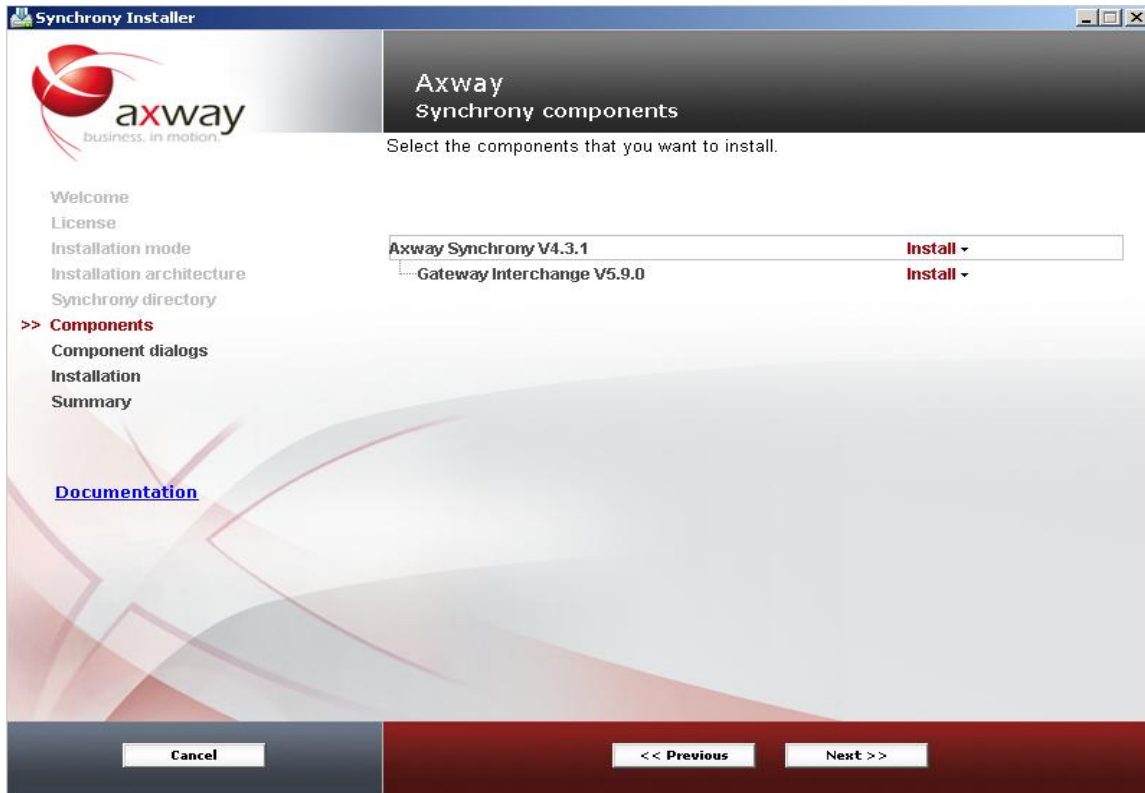 Synchrony Installer
axway
business. in motion.
Axway
Synchrony components
Select the components that you want to install.
Welcome
License
Installation mode
Installation architecture
Synchrony directory
>> Components
Component dialogs
Installation
Summary
Documentation
Axway Synchrony V4.3.1 Install
Gateway Interchange V5.9.0 Install
Cancel
<< Previous
Next >>